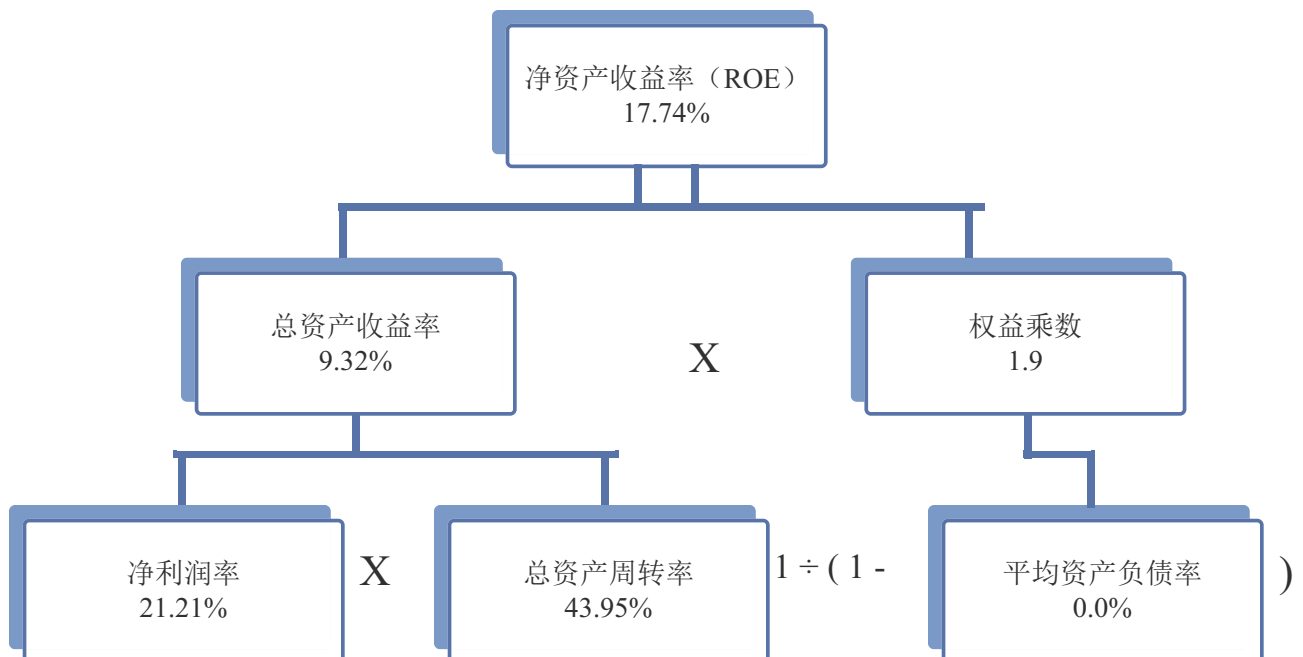 净资产收益率（ROE）
17.74%
总资产收益率
9.32%
X
权益乘数
1.9
净利润率
21.21%
X
总资产周转率
43.95%
1 ÷ ( 1 -
平均资产负债率
0.0%
)